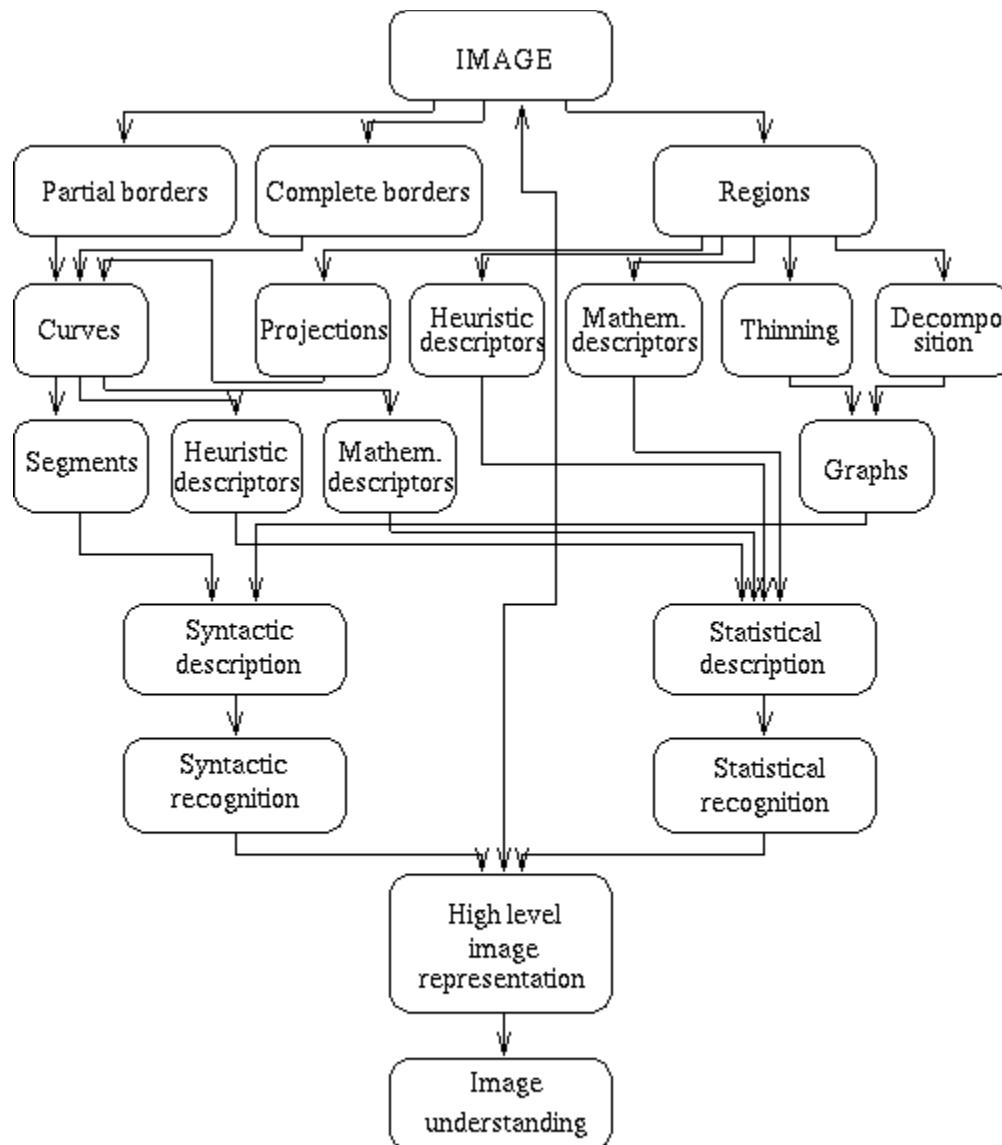 IMAGE
Partial borders
Complete borders
Regions
Curves
Projections
Heuristic
descriptors
Mathem.
descriptors
Thinning
Decompo
sition
Segments
Heuristic
descriptors
Mathem.
descriptors
Graphs
Syntactic
description
Statistical
description
Syntactic
recognition
Statistical
recognition
High level
image
representation
Image
understanding